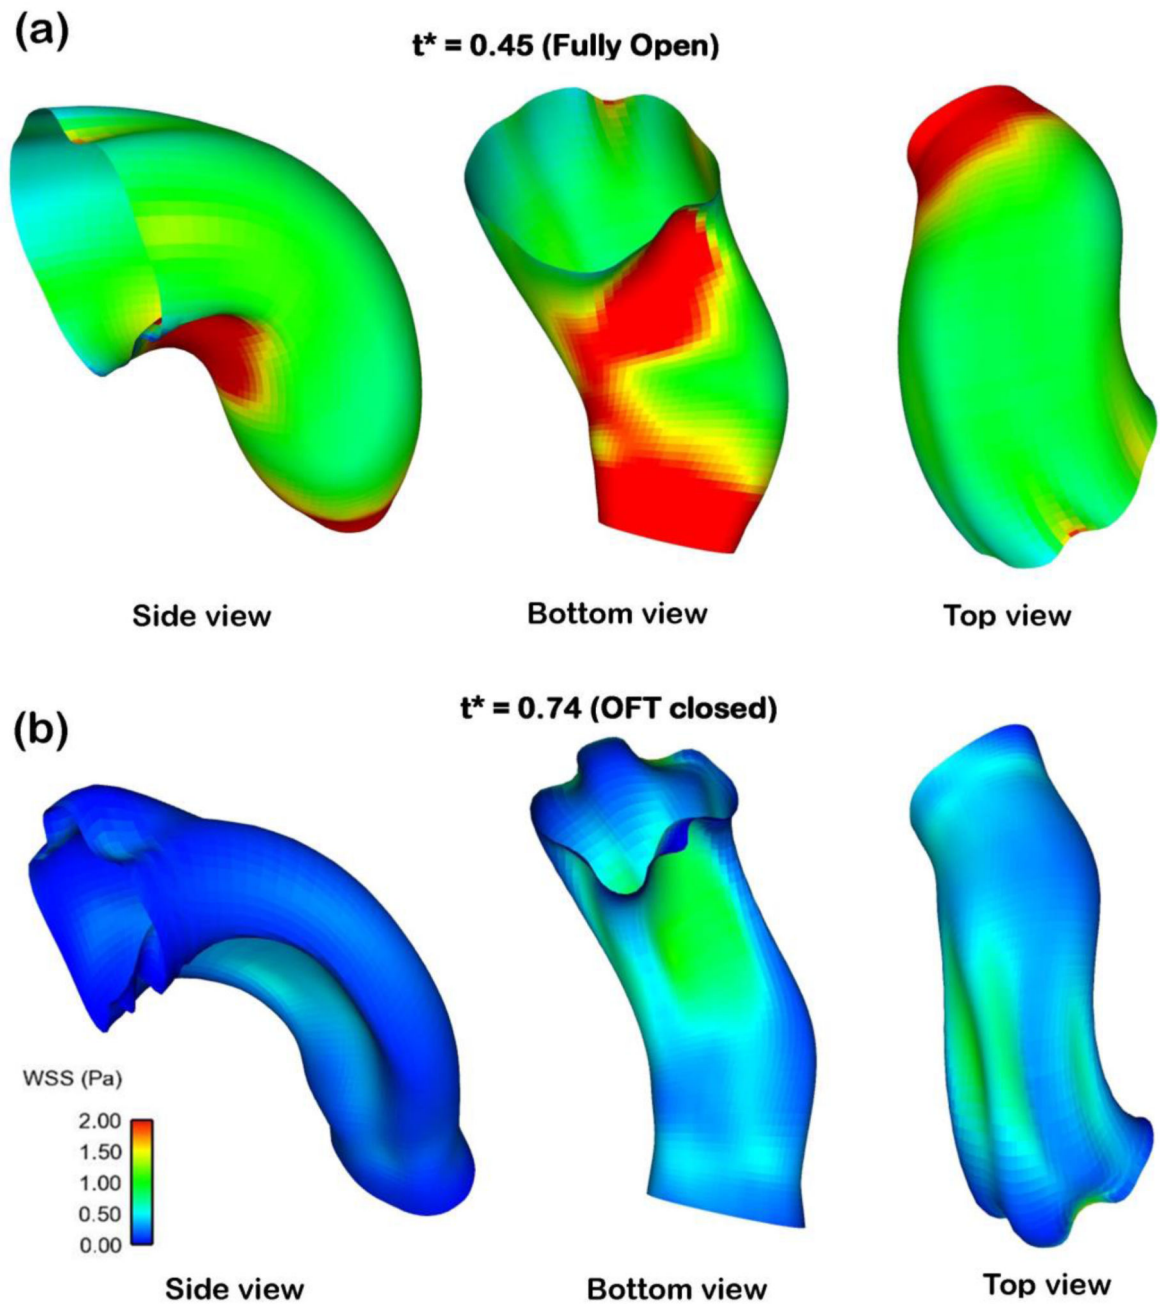 (a)
t* = 0.45 (Fully Open)
Side view
Bottom view
Top view
(b)
t* = 0.74 (OFT closed)
WSS (Pa)
2.00
1.50
1.00
0.50
0.00
Side view
Bottom view
Top view